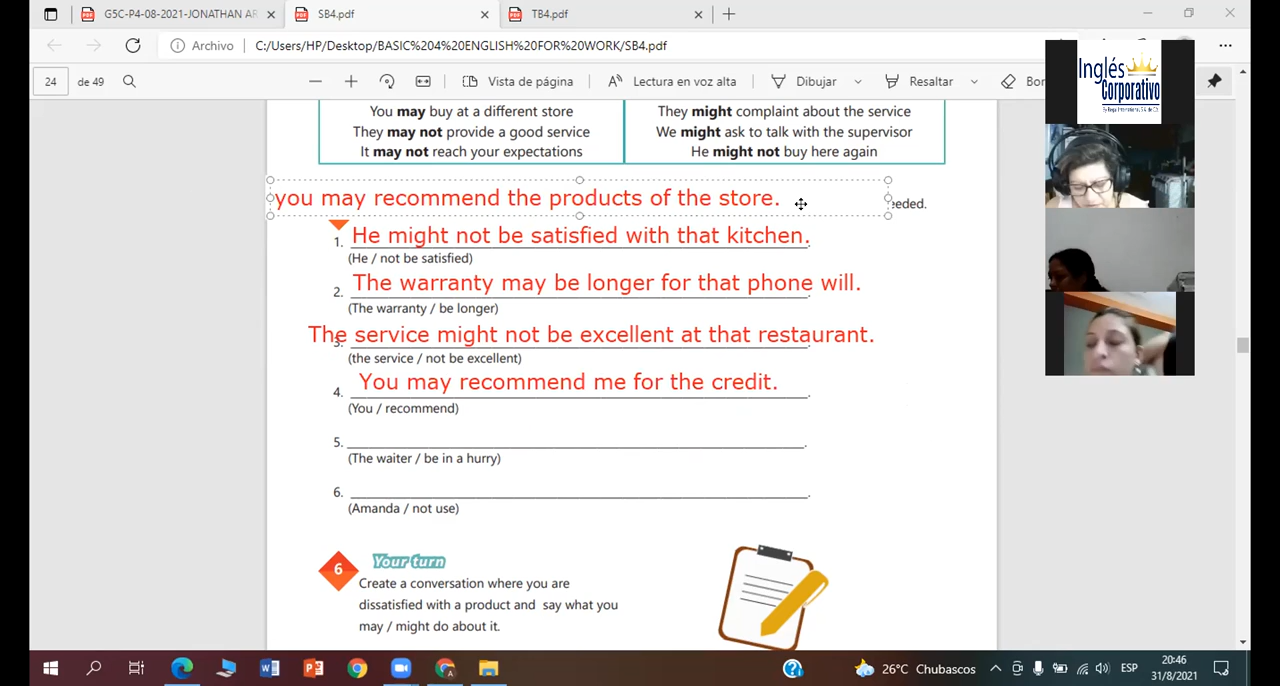 G5C-P4-08-2021-JONATHAN AR
SB4.pdf
TB4.pdf
Archivo
C:/Users/HP/Desktop/BASIC%204%20ENGLISH%20FOR%20WORK/SB4.pdf
24 de 49
Vista de página
Lectura en voz alta
Dibujar
Resaltar
Bor
Inglés
Corporativo
You may buy at a different store
They might complaint about the service
They may not provide a good service
We might ask to talk with the supervisor
It may not reach your expectations
He might not buy here again
you may recommend the products of the store.
eeded.
1. He might not be satisfied with that kitchen.
(He / not be satisfied)
2. The warranty may be longer for that phone will.
(The warranty / be longer)
3. The service might not be excellent at that restaurant.
(the service / not be excellent)
4. You may recommend me for the credit.
(You / recommend)
5.
(The waiter / be in a hurry)
6.
(Amanda / not use)
6 Your turn
Create a conversation where you are
dissatisfied with a product and say what you
may / might do about it.
26°C Chubascos
ESP
20:46
31/8/2021